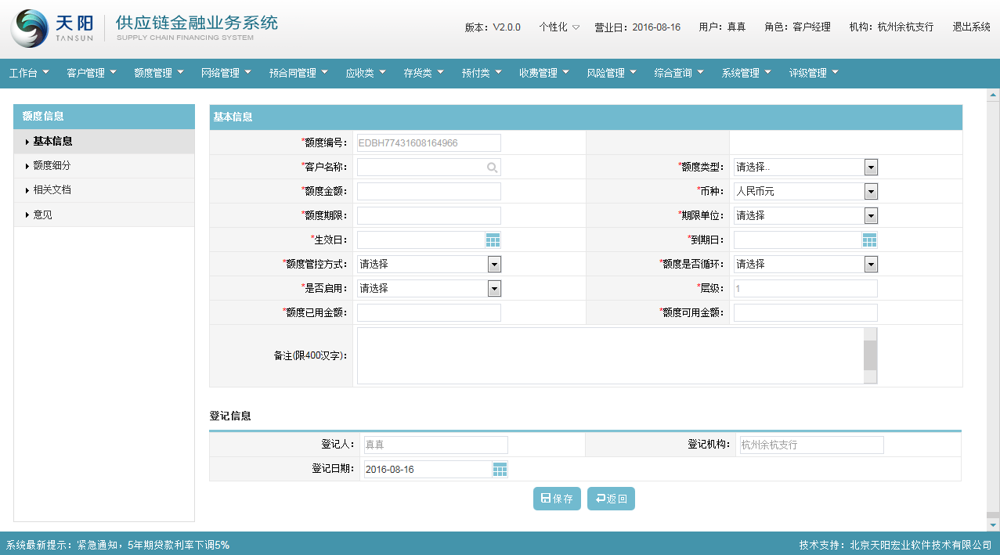 天阳 TANSUN 供应链金融业务系统 SUPPLY CHAIN FINANCING SYSTEM
版本：V2.0.0 个性化 营业日：2016-08-16 用户：真真 角色：客户经理 机构：杭州余杭支行 退出系统
工作台 客户管理 额度管理 网络管理 预合同管理 应收类 存货类 预付类 收费管理 风险管理 综合查询 系统管理 评级管理
额度信息
基本信息
额度细分
相关文档
意见
基本信息
*额度编号： EDBH77431608164966
*客户名称： *额度类型： 请选择..
*额度金额： *币种： 人民币元
*额度期限： *期限单位： 请选择
*生效日： *到期日：
*额度管控方式： 请选择 *额度是否循环： 请选择
*是否启用： 请选择 *层级： 1
*额度已用金额： *额度可用金额：
备注(限400汉字)：
登记信息
登记人： 真真 登记机构： 杭州余杭支行
登记日期： 2016-08-16
保存 返回
系统最新提示：紧急通知，5年期贷款利率下调5% 技术支持：北京天阳宏业软件技术有限公司